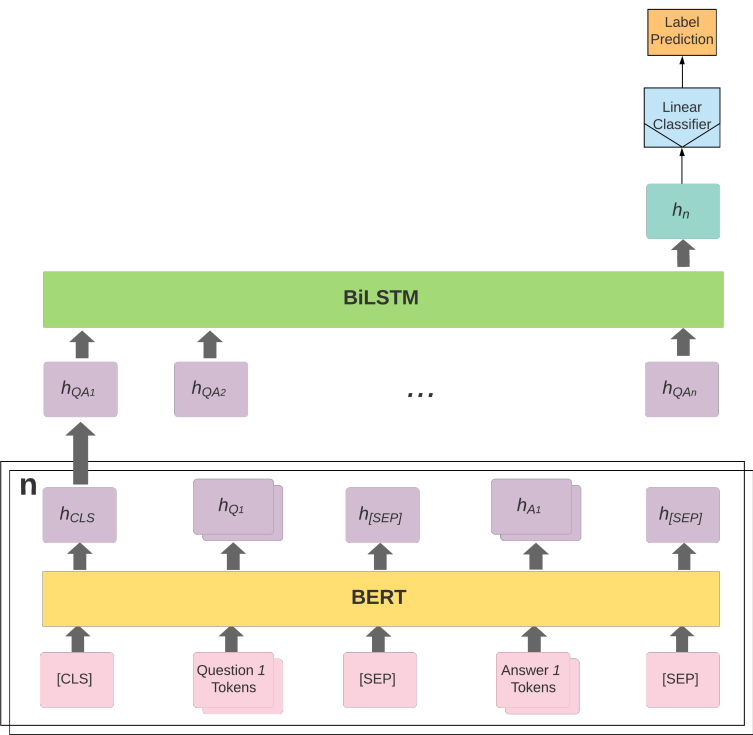 Label
Prediction
Linear
Classifier
hn
BiLSTM
hQA1
hQA2
...
hQAn
n
hCLS
hQ1
h[SEP]
hA1
h[SEP]
BERT
[CLS]
Question 1
Tokens
[SEP]
Answer 1
Tokens
[SEP]